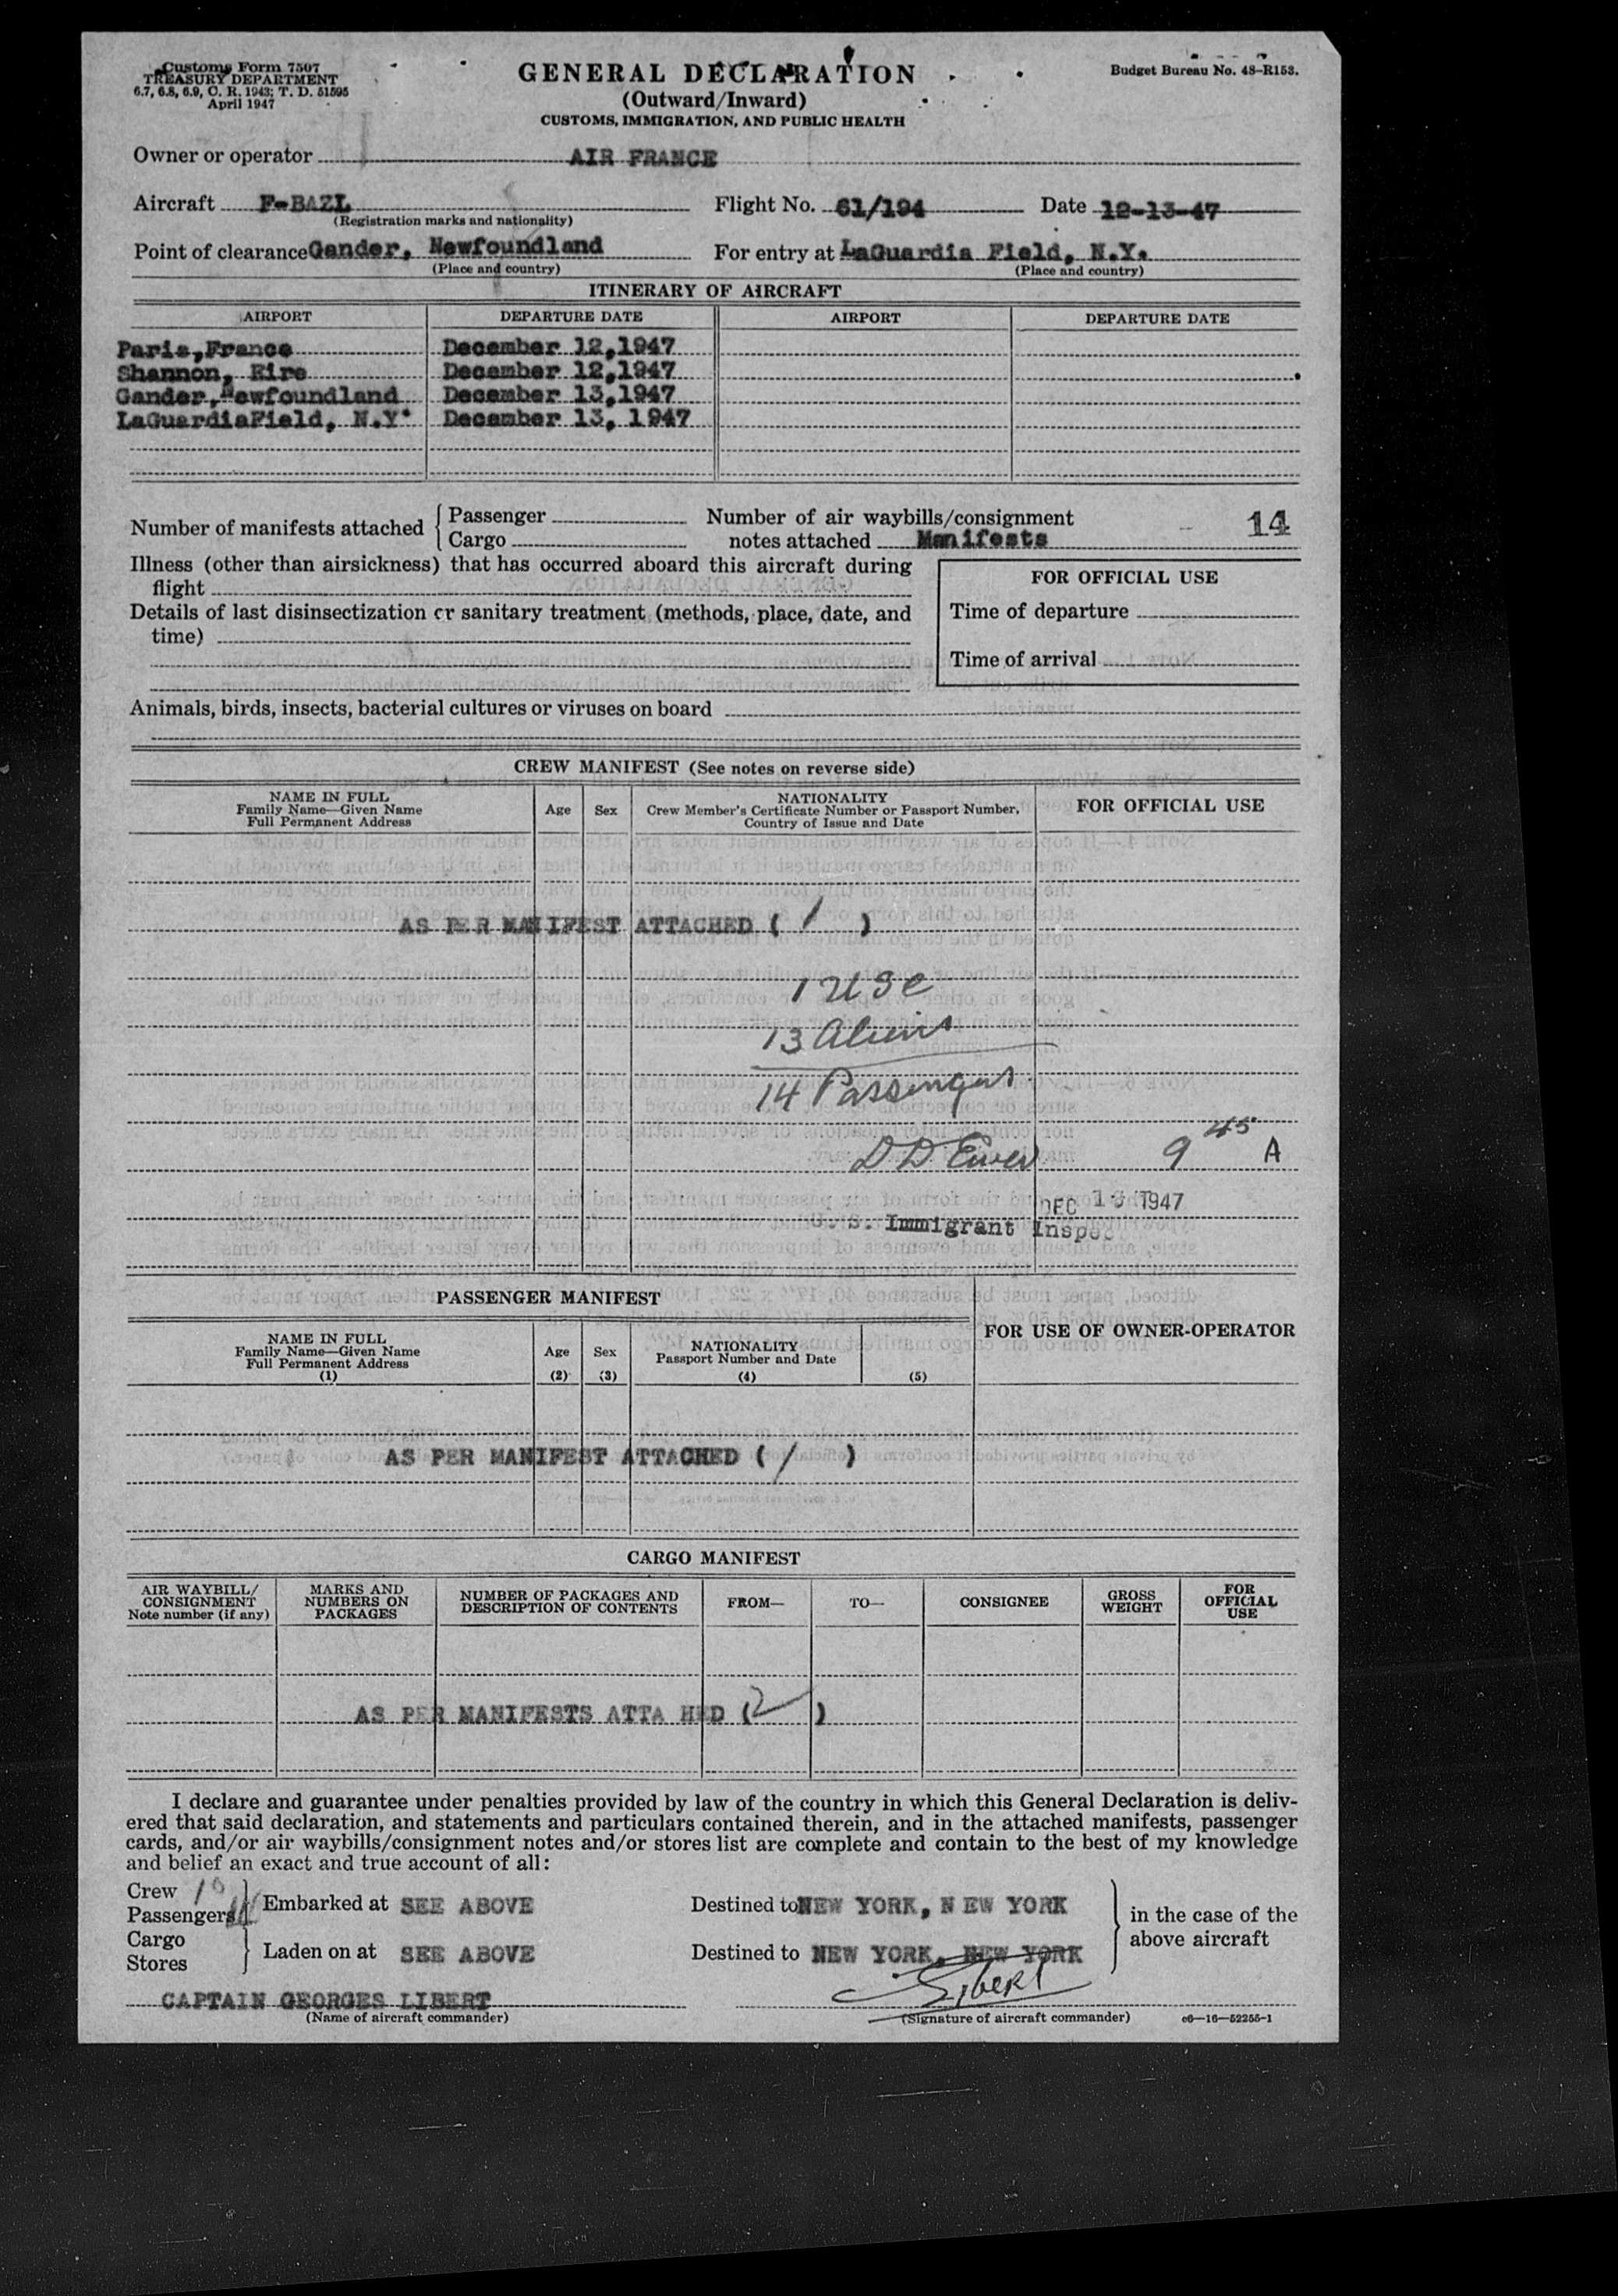 Customs Form 7507
TREASURY DEPARTMENT
6.7, 6.8, 6.9, C. R. 1943; T. D. 51595
April 1947
GENERAL DECLARATION
(Outward/Inward)
CUSTOMS, IMMIGRATION, AND PUBLIC HEALTH
Budget Bureau No. 48–R153.
Owner or operator AIR FRANCE
Aircraft F-BAZL Flight No. 61/194 Date 12-13-47
(Registration marks and nationality)
Point of clearance Gander, Newfoundland For entry at LaGuardia Field, N.Y.
(Place and country) (Place and country)
ITINERARY OF AIRCRAFT
AIRPORT DEPARTURE DATE AIRPORT DEPARTURE DATE
Paris,France December 12,1947
Shannon, Eire December 12,1947
Gander,Newfoundland December 13,1947
LaGuardiaField, N.Y. December 13, 1947
Number of manifests attached { Passenger Number of air waybills/consignment 14
Cargo notes attached Manifests
Illness (other than airsickness) that has occurred aboard this aircraft during
flight
FOR OFFICIAL USE
Details of last disinsectization or sanitary treatment (methods, place, date, and
time)
Time of departure
Time of arrival
Animals, birds, insects, bacterial cultures or viruses on board
CREW MANIFEST (See notes on reverse side)
NAME IN FULL
Family Name—Given Name
Full Permanent Address
Age
Sex
NATIONALITY
Crew Member's Certificate Number or Passport Number,
Country of Issue and Date
FOR OFFICIAL USE
AS PER MANIFEST ATTACHED ( 1 )
1 USC
13 Aliens
14 Passengers
9 45 A
DEC 13 1947
U. S. Immigrant Inspec
PASSENGER MANIFEST
NAME IN FULL
Family Name—Given Name
Full Permanent Address
(1)
Age
(2)
Sex
(3)
NATIONALITY
Passport Number and Date
(4)
(5)
FOR USE OF OWNER-OPERATOR
AS PER MANIFEST ATTACHED ( / )
CARGO MANIFEST
AIR WAYBILL/
CONSIGNMENT
Note number (if any)
MARKS AND
NUMBERS ON
PACKAGES
NUMBER OF PACKAGES AND
DESCRIPTION OF CONTENTS
FROM—
TO—
CONSIGNEE
GROSS
WEIGHT
FOR
OFFICIAL
USE
AS PER MANIFESTS ATTA HED (2 )
I declare and guarantee under penalties provided by law of the country in which this General Declaration is deliv-
ered that said declaration, and statements and particulars contained therein, and in the attached manifests, passenger
cards, and/or air waybills/consignment notes and/or stores list are complete and contain to the best of my knowledge
and belief an exact and true account of all:
Crew 10
Passengers 14 } Embarked at SEE ABOVE Destined to NEW YORK, N EW YORK
Cargo
Stores } Laden on at SEE ABOVE Destined to NEW YORK, NEW YORK
} in the case of the
above aircraft
CAPTAIN GEORGES LIBERT Libert
(Name of aircraft commander) (Signature of aircraft commander) c6—16—52255-1